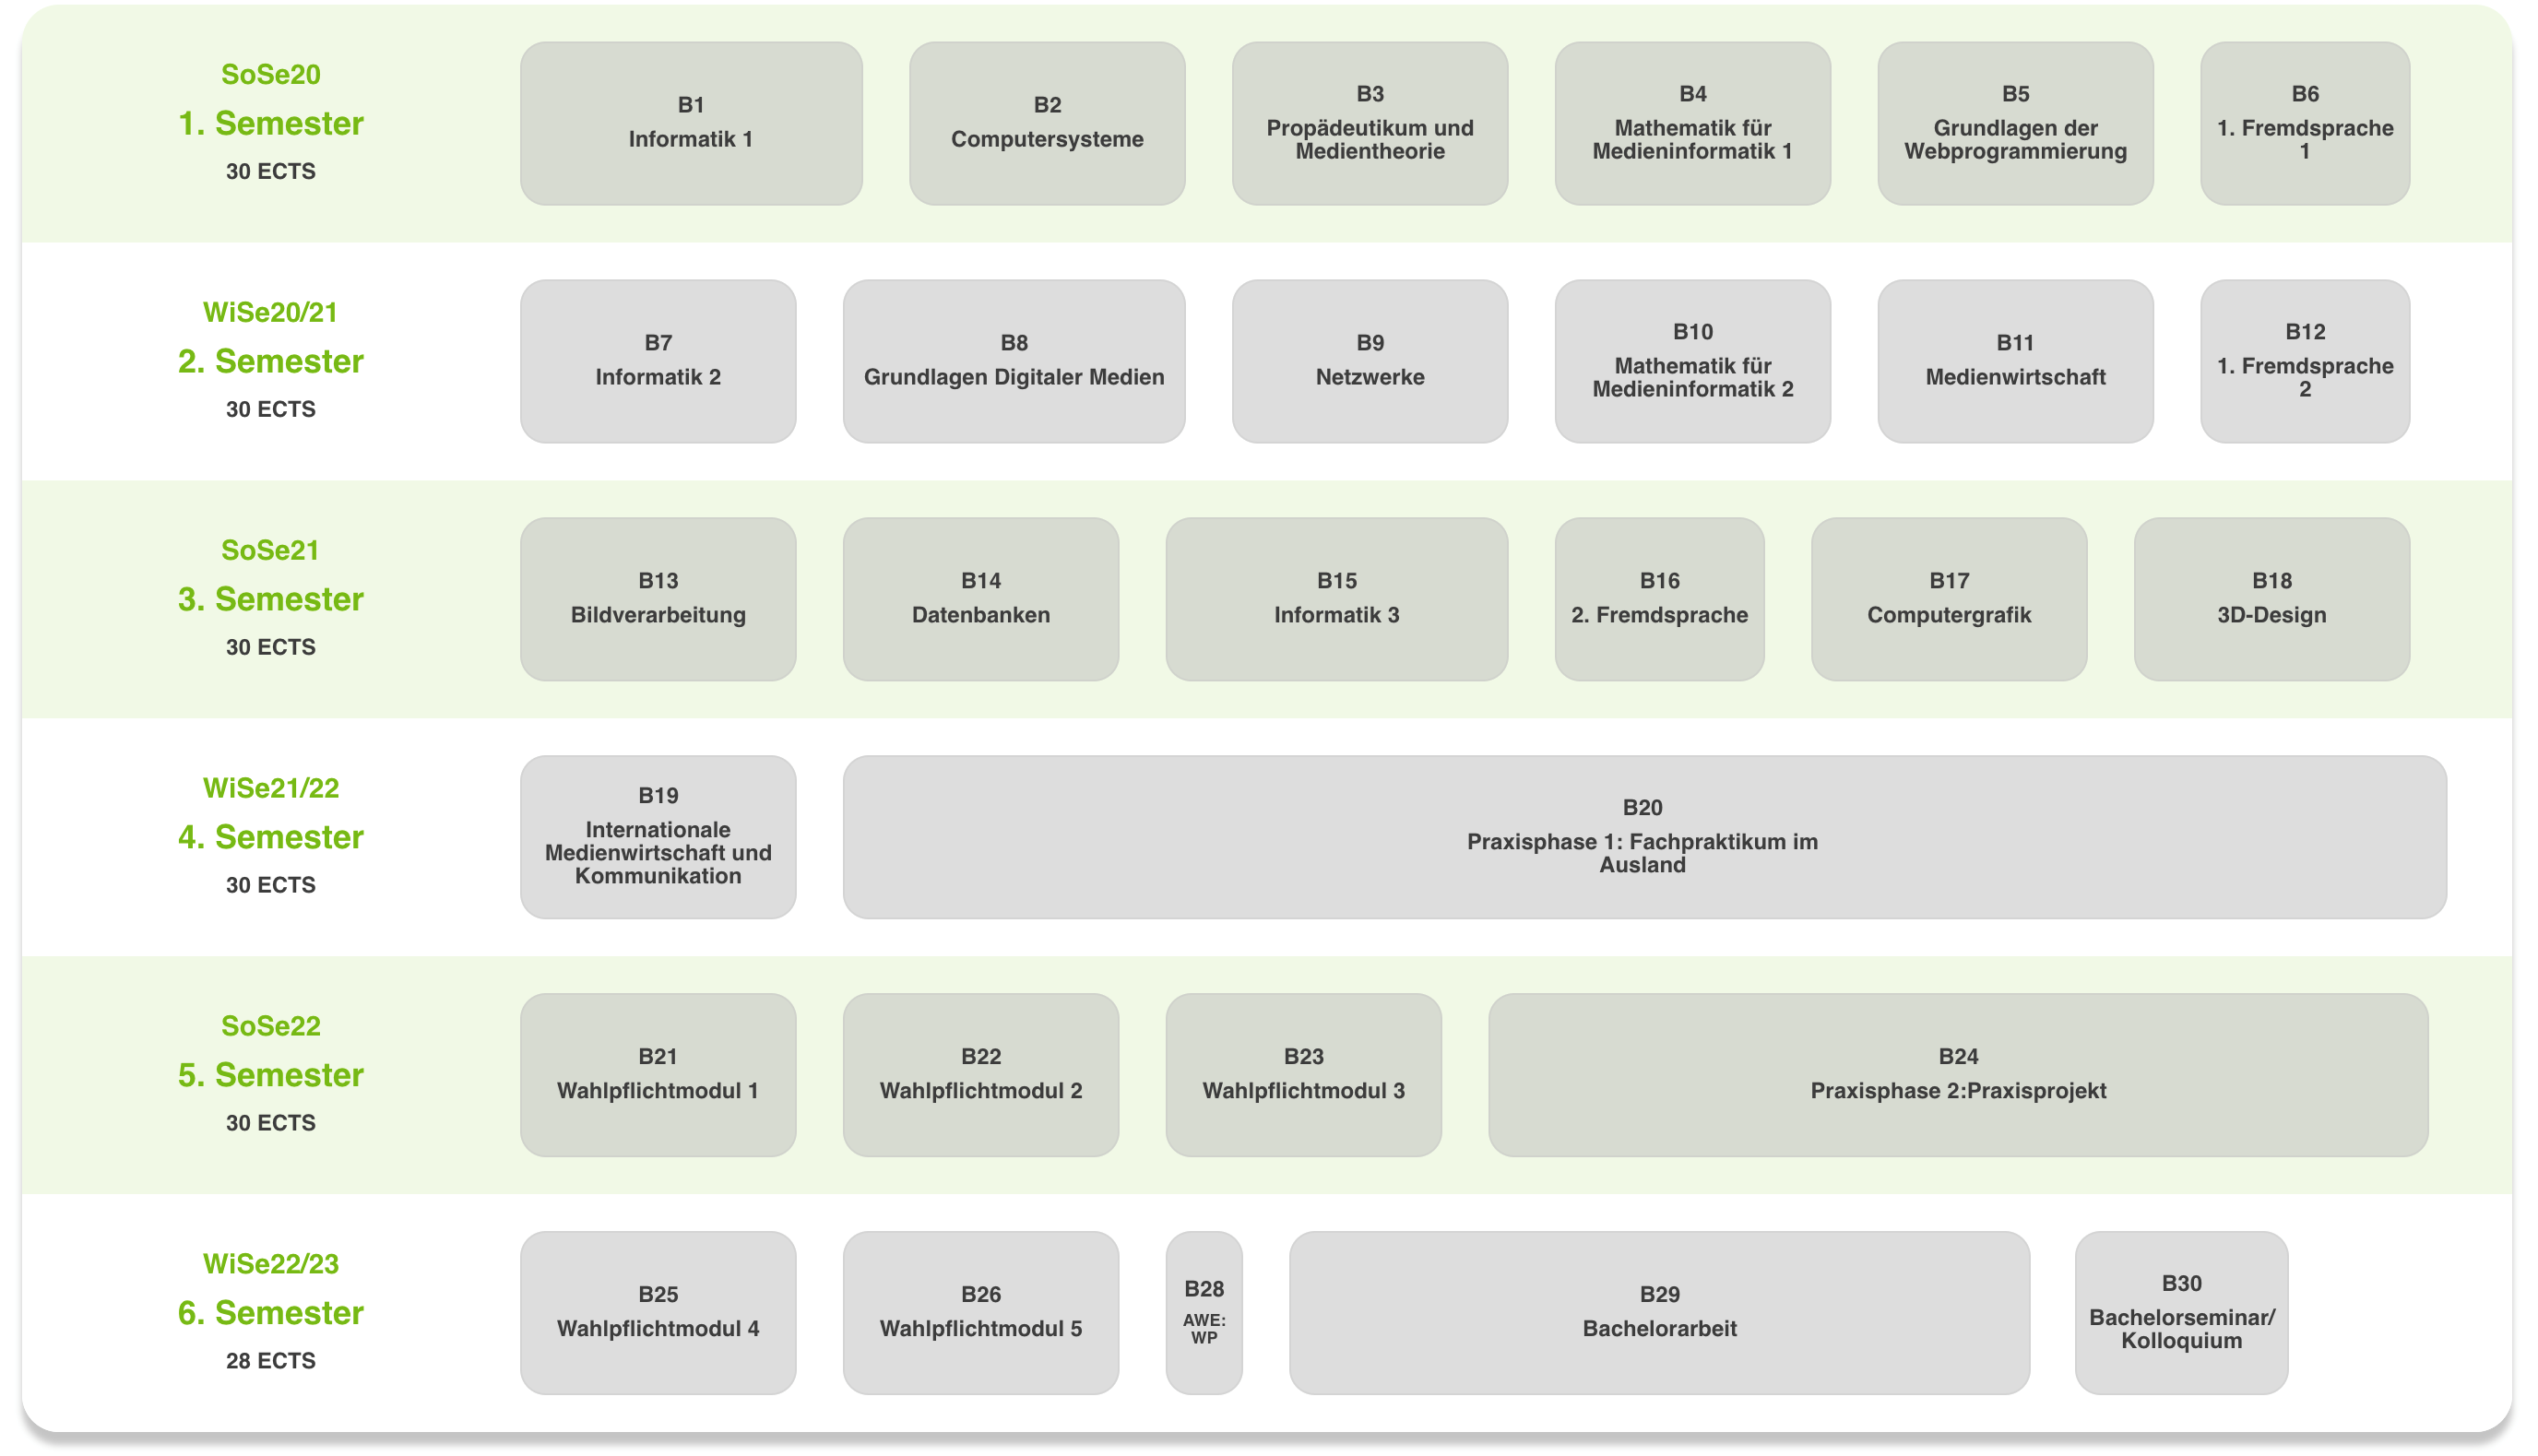 SoSe20
1. Semester
30 ECTS
B1
Informatik 1
B2
Computersysteme
B3
Propädeutikum und
Medientheorie
B4
Mathematik für
Medieninformatik 1
B5
Grundlagen der
Webprogrammierung
B6
1. Fremdsprache
1
WiSe20/21
2. Semester
30 ECTS
B7
Informatik 2
B8
Grundlagen Digitaler Medien
B9
Netzwerke
B10
Mathematik für
Medieninformatik 2
B11
Medienwirtschaft
B12
1. Fremdsprache
2
SoSe21
3. Semester
30 ECTS
B13
Bildverarbeitung
B14
Datenbanken
B15
Informatik 3
B16
2. Fremdsprache
B17
Computergrafik
B18
3D-Design
WiSe21/22
4. Semester
30 ECTS
B19
Internationale
Medienwirtschaft und
Kommunikation
B20
Praxisphase 1: Fachpraktikum im
Ausland
SoSe22
5. Semester
30 ECTS
B21
Wahlpflichtmodul 1
B22
Wahlpflichtmodul 2
B23
Wahlpflichtmodul 3
B24
Praxisphase 2:Praxisprojekt
WiSe22/23
6. Semester
28 ECTS
B25
Wahlpflichtmodul 4
B26
Wahlpflichtmodul 5
B28
AWE:
WP
B29
Bachelorarbeit
B30
Bachelorseminar/
Kolloquium